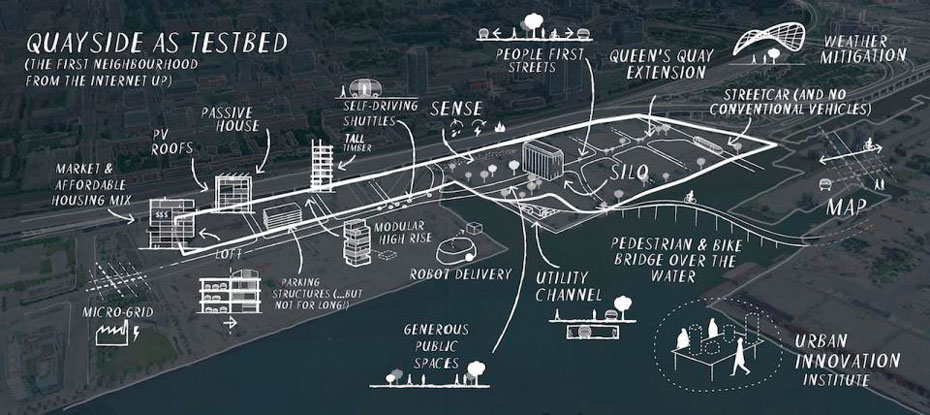 QUAYSIDE AS TESTBED
(THE FIRST NEIGHBOURHOOD
FROM THE INTERNET UP)
PEOPLE FIRST
STREETS
QUEEN'S QUAY
EXTENSION
WEATHER
MITIGATION
STREETCAR (AND NO
CONVENTIONAL VEHICLES)
PASSIVE
HOUSE
PV
ROOFS
SELF-DRIVING
SHUTTLES
SENSE
TALL
TIMBER
MARKET &
AFFORDABLE
HOUSING MIX
$$$
SILO
MAP
LOFT
MODULAR
HIGH RISE
PARKING
STRUCTURES (...BUT
NOT FOR LONG!)
ROBOT DELIVERY
UTILITY
CHANNEL
PEDESTRIAN & BIKE
BRIDGE OVER THE
WATER
MICRO-GRID
GENEROUS
PUBLIC
SPACES
URBAN
INNOVATION
INSTITUTE